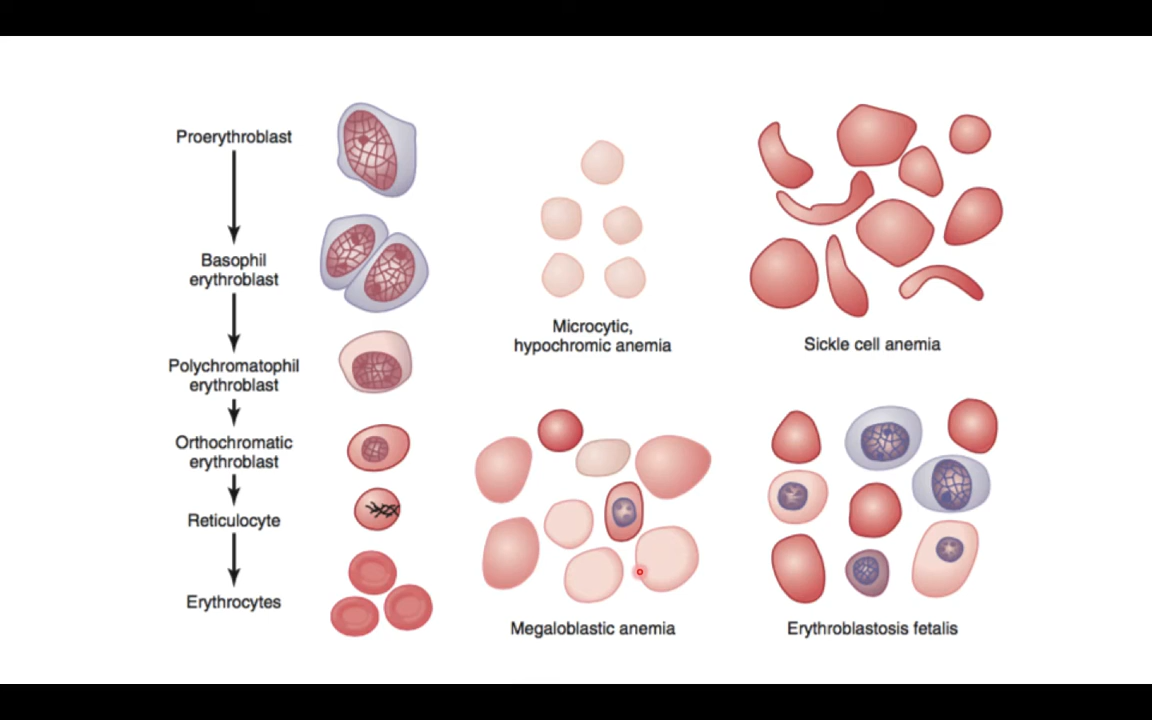 Proerythroblast
Basophil
erythroblast
Polychromatophil
erythroblast
Orthochromatic
erythroblast
Reticulocyte
Erythrocytes
Microcytic,
hypochromic anemia
Sickle cell anemia
Megaloblastic anemia
Erythroblastosis fetalis